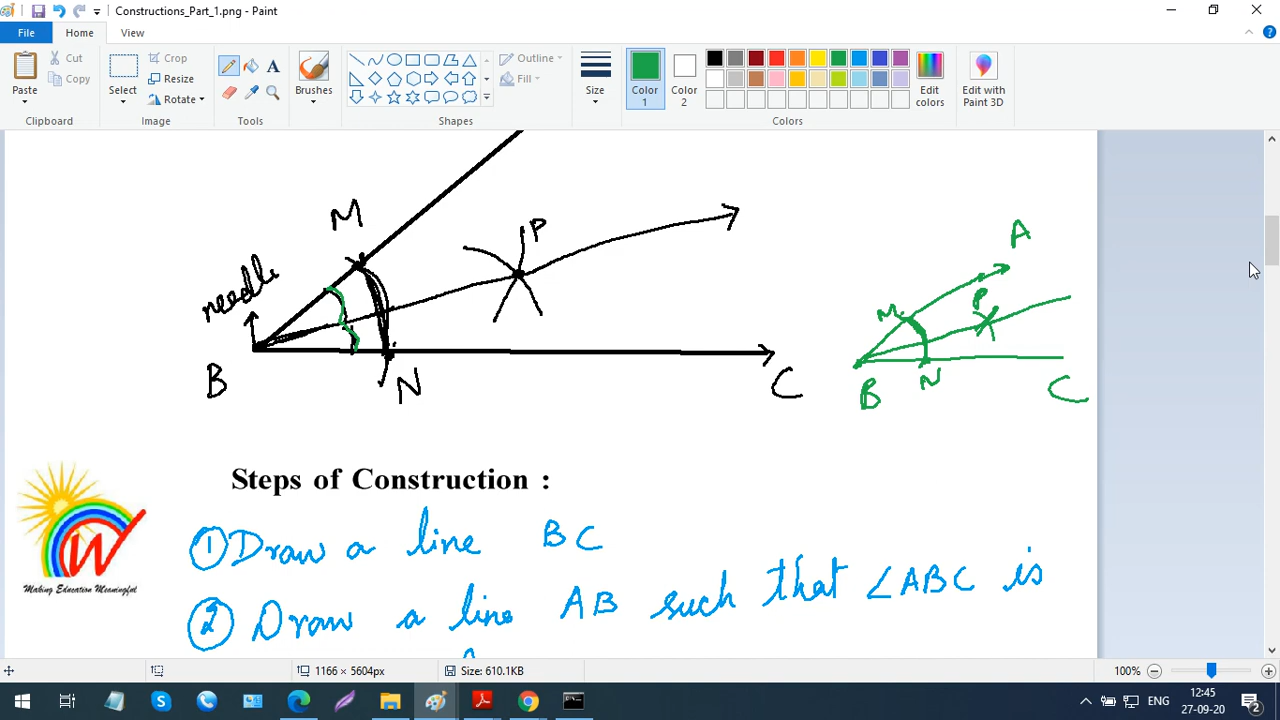 Constructions_Part_1.png - Paint
File Home View
Paste
Cut
Copy
Clipboard
Select
Crop
Resize
Rotate
Image
Tools
Brushes
Shapes
Outline
Fill
Size
Color 1
Color 2
Colors
Edit colors
Edit with Paint 3D
M
P
needle
B
N
C
A
M
P
B
N
C
Steps of Construction :
① Draw a line BC
② Draw a line AB such that ∠ABC is
W
Making Education Meaningful
1166 × 5604px
Size: 610.1KB
100%
ENG
12:45
27-09-20
2